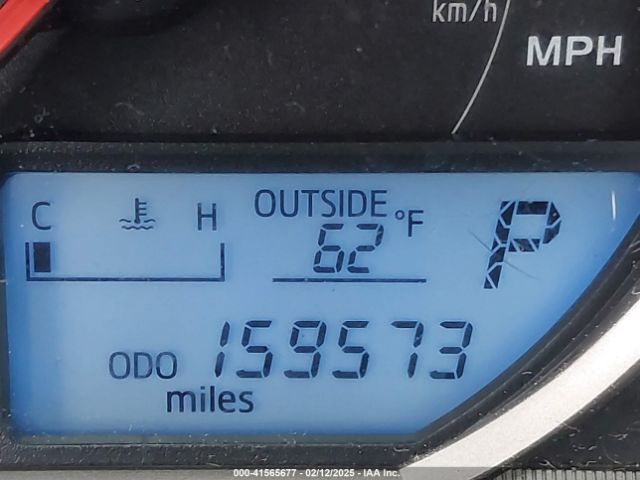 km/h
MPH
C H OUTSIDE 62 °F P
ODO 159573
miles
000-41565677 - 02/12/2025 - IAA Inc.